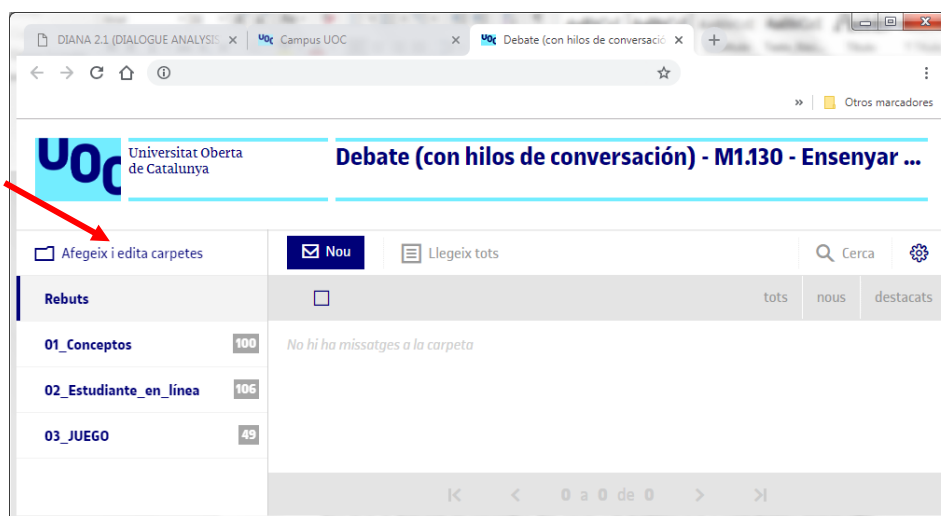 DIANA 2.1 (DIALOGUE ANALYSIS
Campus UOC
Debate (con hilos de conversació
Otros marcadores
UOC
Universitat Oberta
de Catalunya
Debate (con hilos de conversación) - M1.130 - Ensenyar ...
Afegeix i edita carpetes
Nou
Llegeix tots
Cerca
Rebuts
tots nous destacats
01_Conceptos 100
No hi ha missatges a la carpeta
02_Estudiante_en_línea 106
03_JUEGO 49
0 a 0 de 0